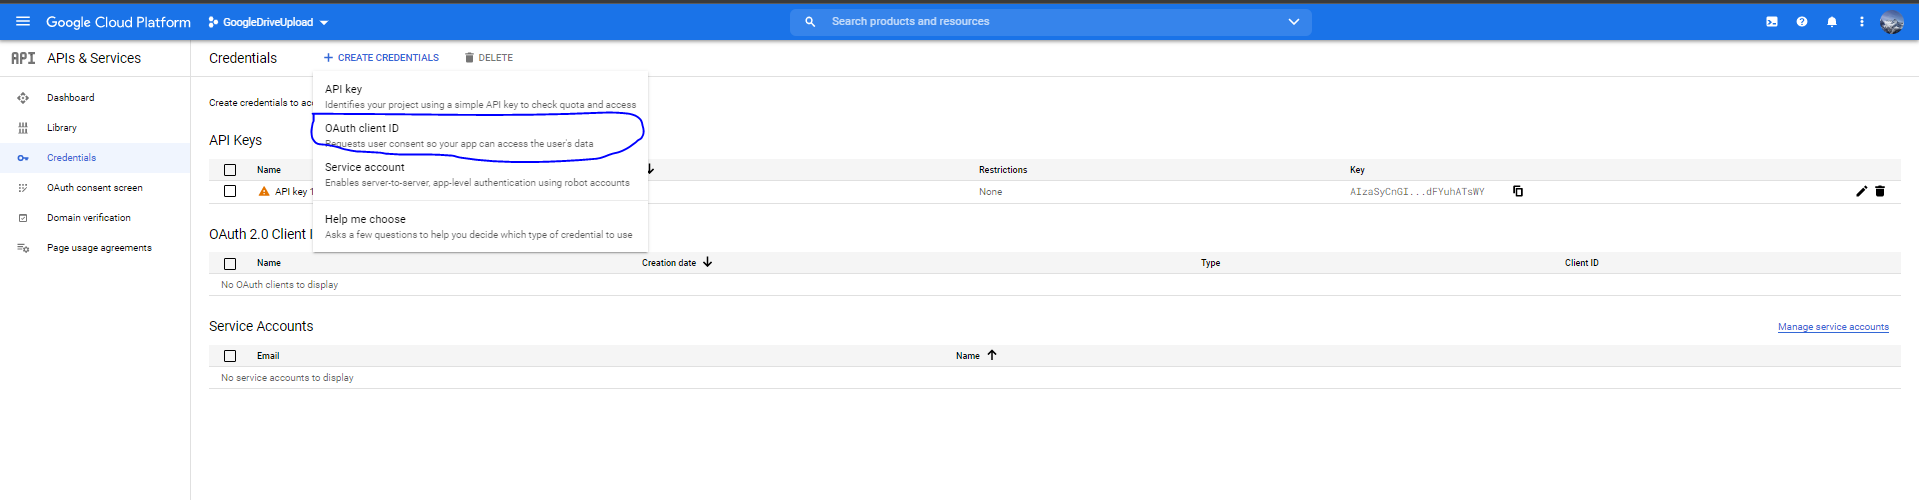 Google Cloud Platform GoogleDriveUpload Search products and resources
API APIs & Services Credentials CREATE CREDENTIALS DELETE
Dashboard
Library
Credentials
OAuth consent screen
Domain verification
Page usage agreements
API key
Identifies your project using a simple API key to check quota and access
OAuth client ID
Requests user consent so your app can access the user's data
Service account
Enables server-to-server, app-level authentication using robot accounts
Help me choose
Asks a few questions to help you decide which type of credential to use
Create credentials to
API Keys
Name Restrictions Key
API key 1 None AIzaSyCnGI...dFYuhATsWY
OAuth 2.0 Client
Name Creation date Type Client ID
No OAuth clients to display
Service Accounts Manage service accounts
Email Name
No service accounts to display